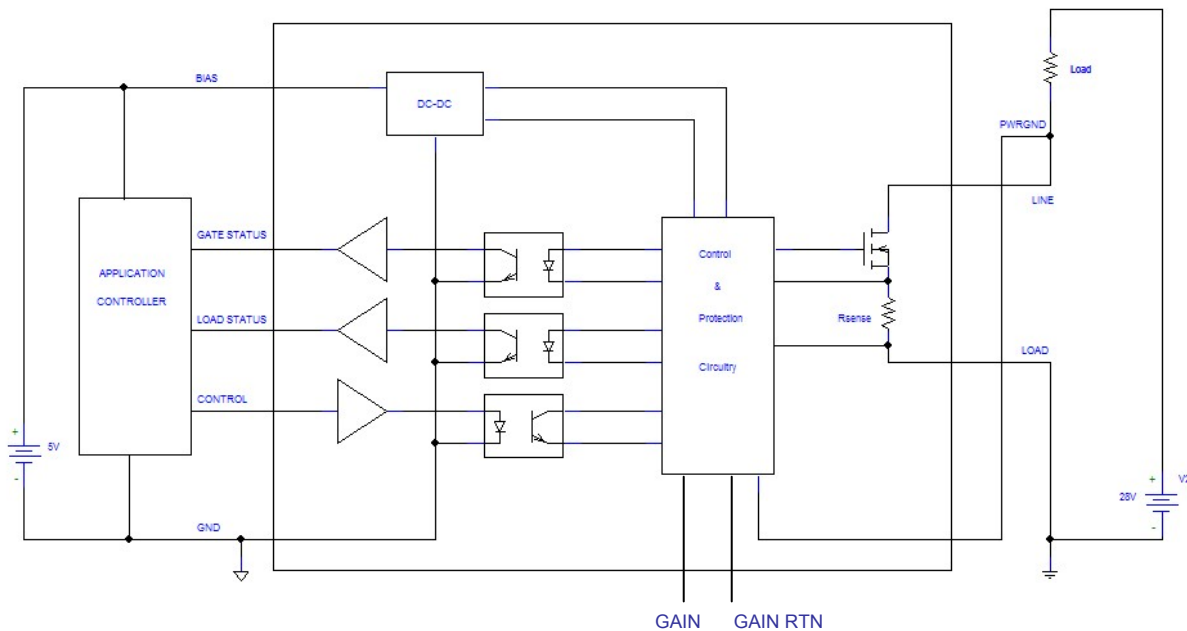 BIAS
DC-DC
Load
PWRGND
LINE
GATE STATUS
APPLICATION
CONTROLLER
Control
&
Protection
Circuitry
Rsense
LOAD STATUS
LOAD
CONTROL
+
5V
-
+
V2
28V
-
GND
GAIN
GAIN RTN